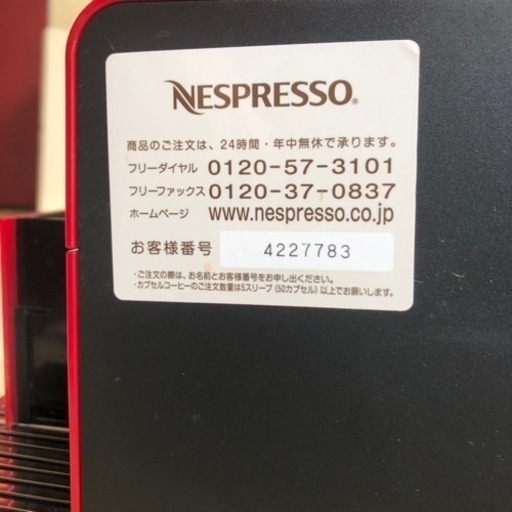 NESPRESSO®
商品のご注文は、24時間・年中無休で承ります。
フリーダイヤル 0120-57-3101
フリーファックス 0120-37-0837
ホームページ www.nespresso.co.jp
お客様番号 4227783
・ご注文の際は、お名前とお客様番号をお申し出ください。
・カプセルコーヒーのご注文数量は5スリーブ(50カプセル)以上でお願いします。